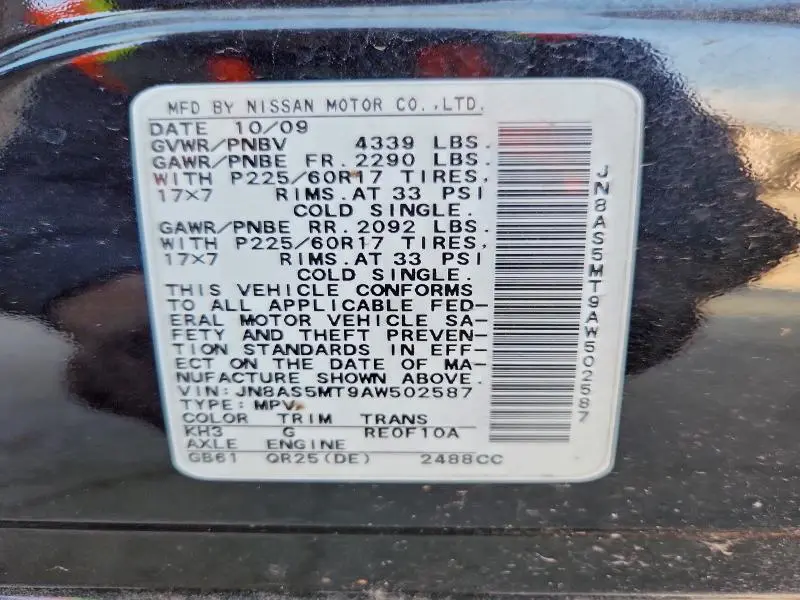 MFD BY NISSAN MOTOR CO.,LTD.
DATE 10/09
GVWR/PNBV 4339 LBS.
GAWR/PNBE FR. 2290 LBS.
WITH P225/60R17 TIRES,
17×7 RIMS. AT 33 PSI
COLD SINGLE.
GAWR/PNBE RR. 2092 LBS.
WITH P225/60R17 TIRES,
17×7 RIMS. AT 33 PSI
COLD SINGLE.
THIS VEHICLE CONFORMS
TO ALL APPLICABLE FED-
ERAL MOTOR VEHICLE SA-
FETY AND THEFT PREVEN-
TION STANDARDS IN EFF-
ECT ON THE DATE OF MA-
NUFACTURE SHOWN ABOVE.
VIN: JN8AS5MT9AW502587
TYPE: MPV
COLOR TRIM TRANS
KH3 G RE0F10A
AXLE ENGINE
GB61 QR25(DE) 2488CC
JN8AS5MT9AW502587